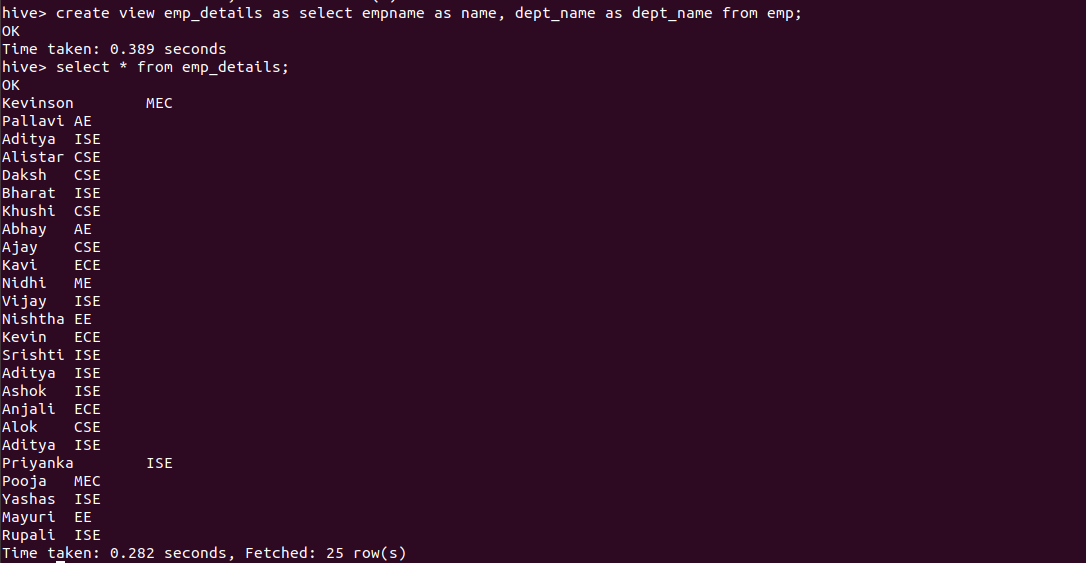 hive> create view emp_details as select empname as name, dept_name as dept_name from emp;
OK
Time taken: 0.389 seconds
hive> select * from emp_details;
OK
Kevinson        MEC
Pallavi AE
Aditya  ISE
Alistar CSE
Daksh   CSE
Bharat  ISE
Khushi  CSE
Abhay   AE
Ajay    CSE
Kavi    ECE
Nidhi   ME
Vijay   ISE
Nishtha EE
Kevin   ECE
Srishti ISE
Aditya  ISE
Ashok   ISE
Anjali  ECE
Alok    CSE
Aditya  ISE
Priyanka        ISE
Pooja   MEC
Yashas  ISE
Mayuri  EE
Rupali  ISE
Time taken: 0.282 seconds, Fetched: 25 row(s)